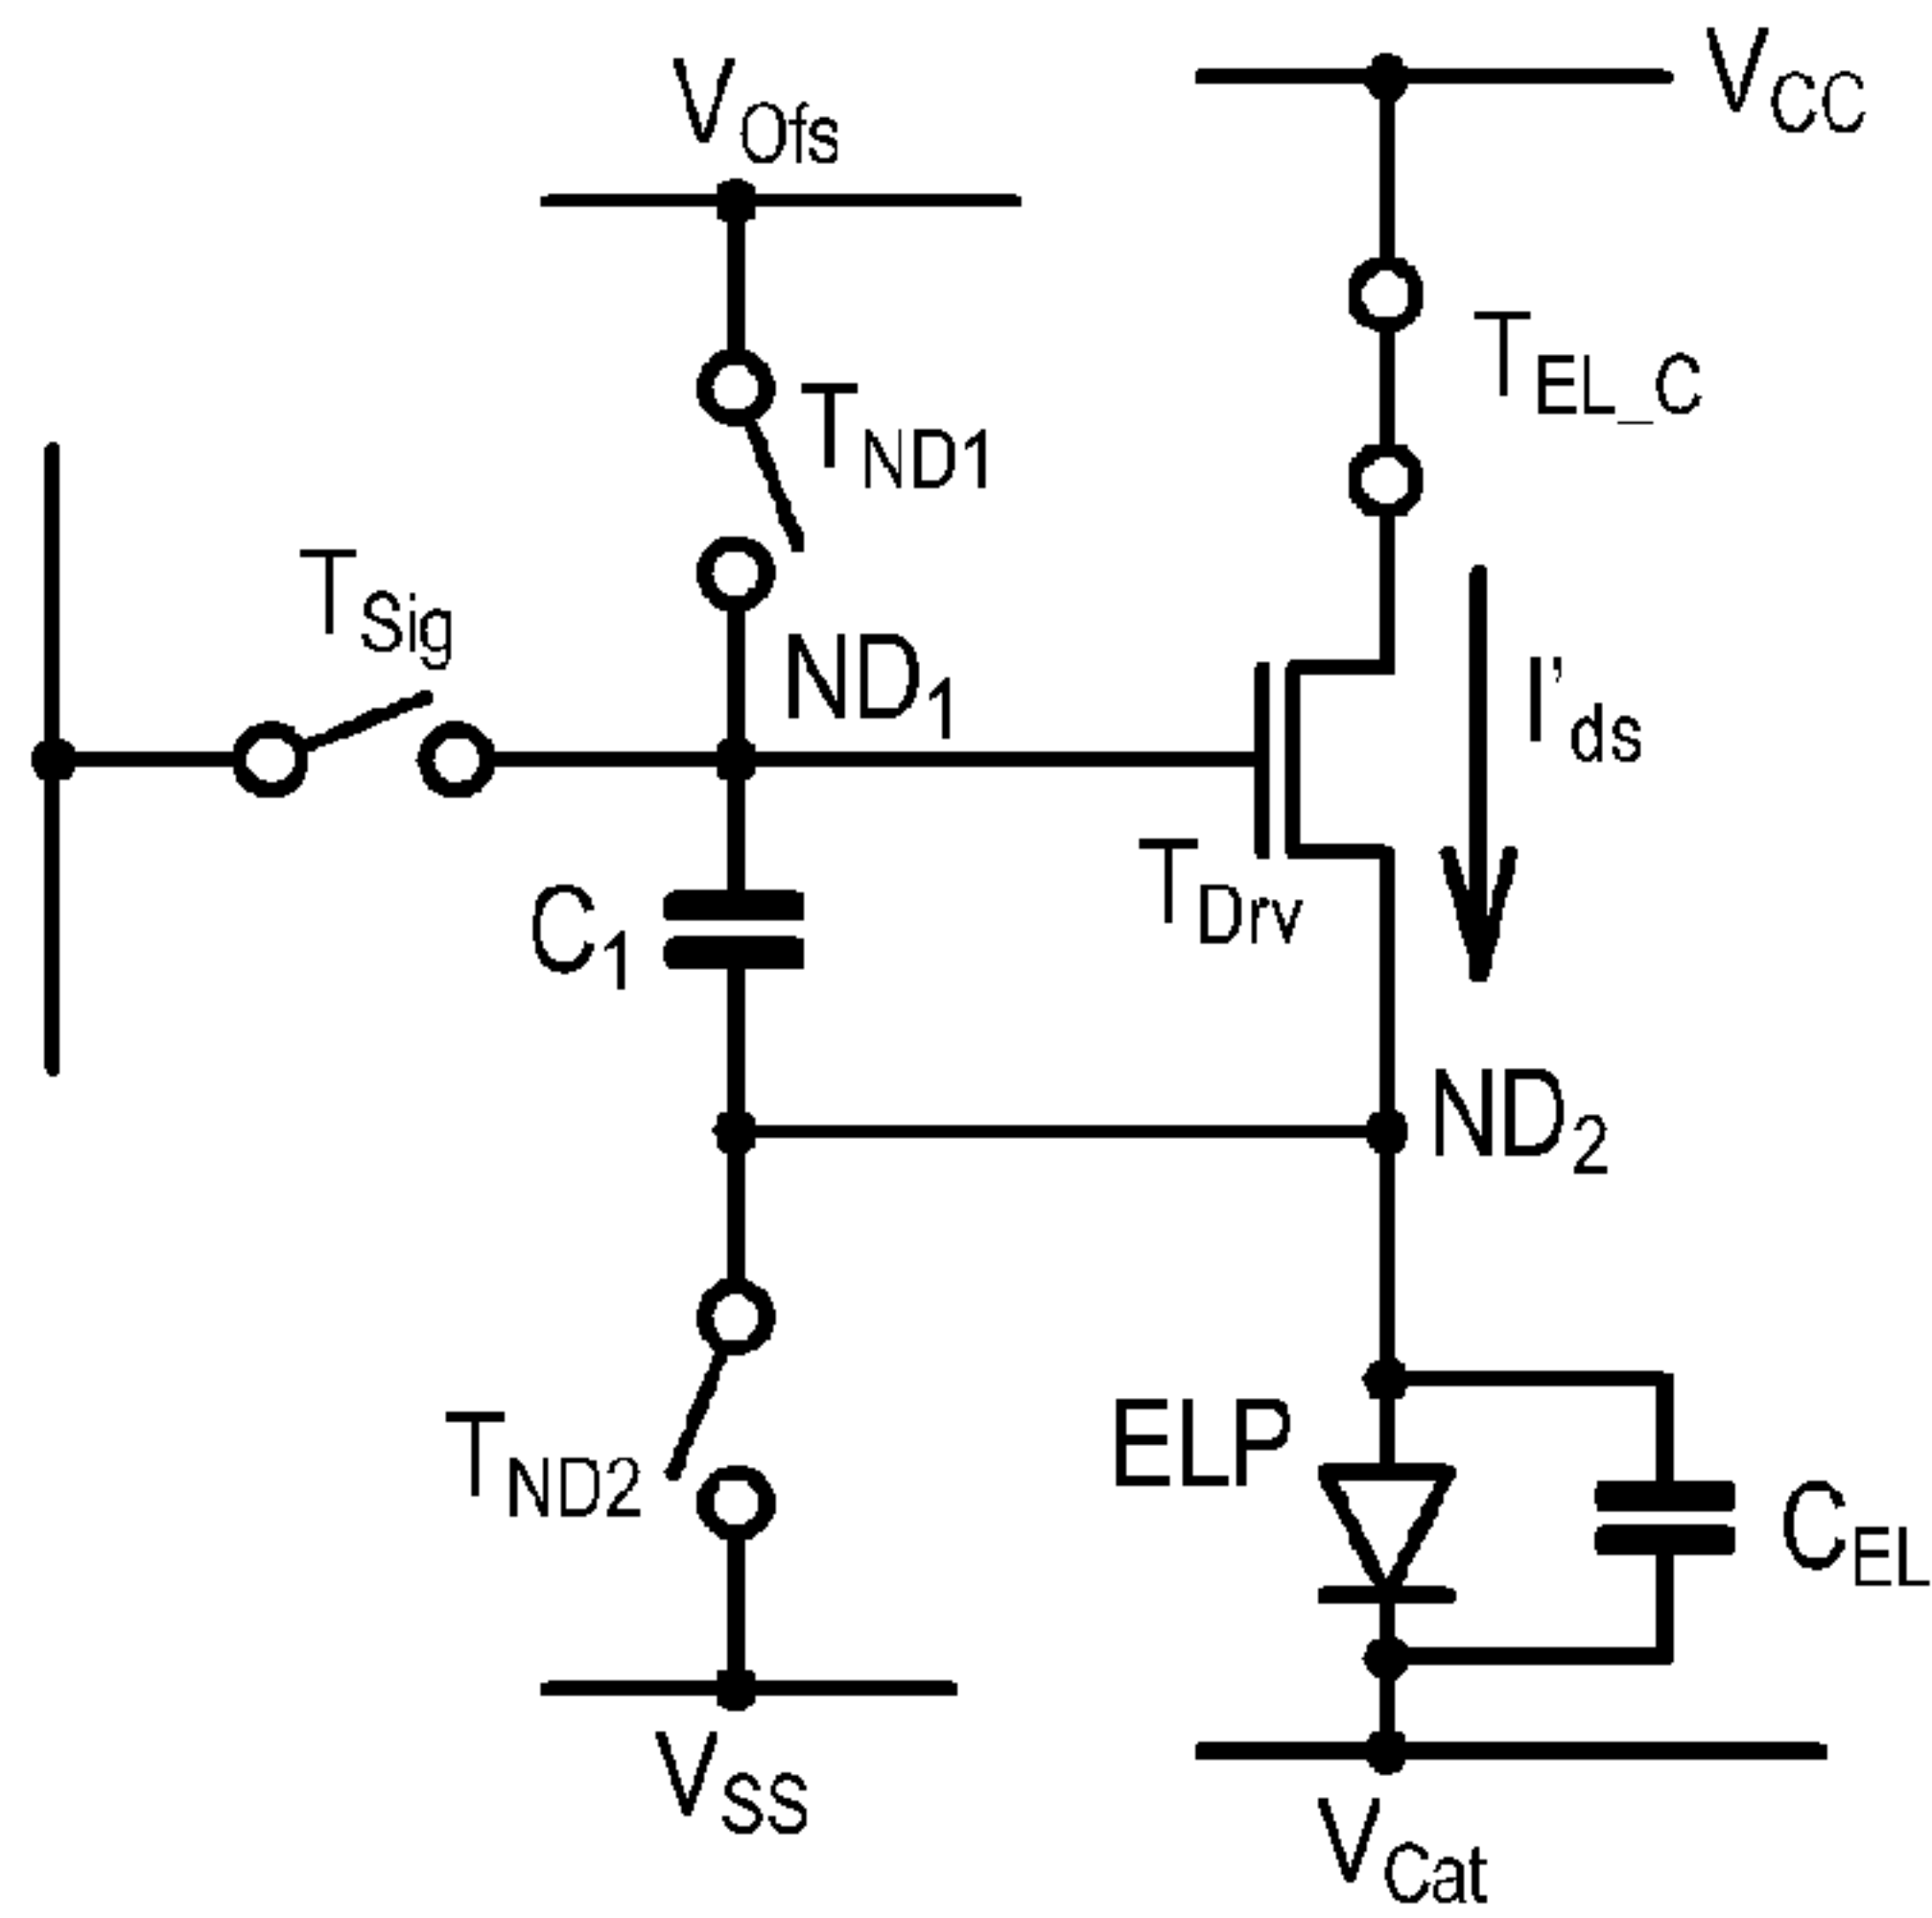 VCC
VOfs
TEL_C
TND1
TSig
ND1
I'ds
TDrv
C1
ND2
ELP
TND2
CEL
VSS
VCat